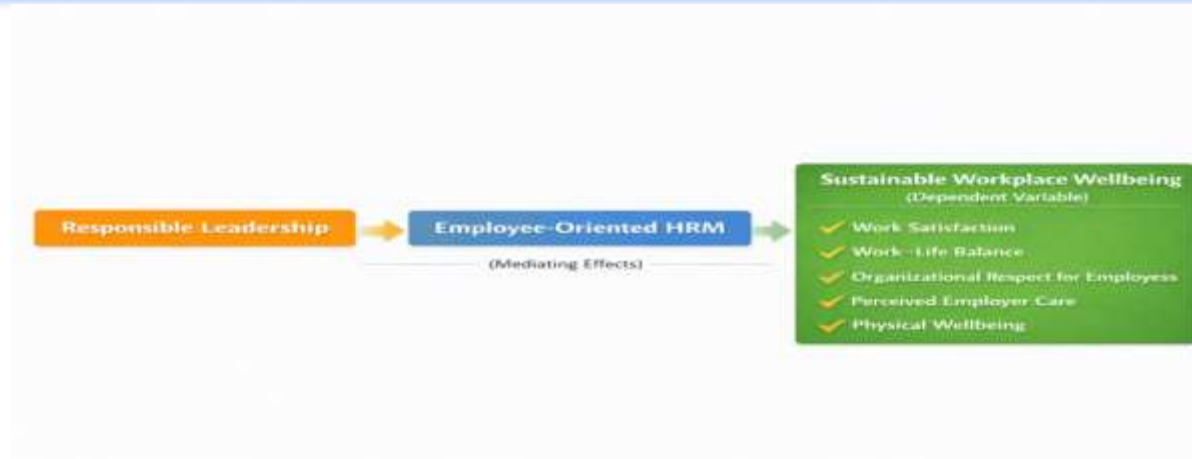 Responsible Leadership
Employee-Oriented HRM
(Mediating Effects)
Sustainable Workplace Wellbeing
(Dependent Variable)
Work Satisfaction
Work-Life Balance
Organizational Respect for Employess
Perceived Employer Care
Physical Wellbeing